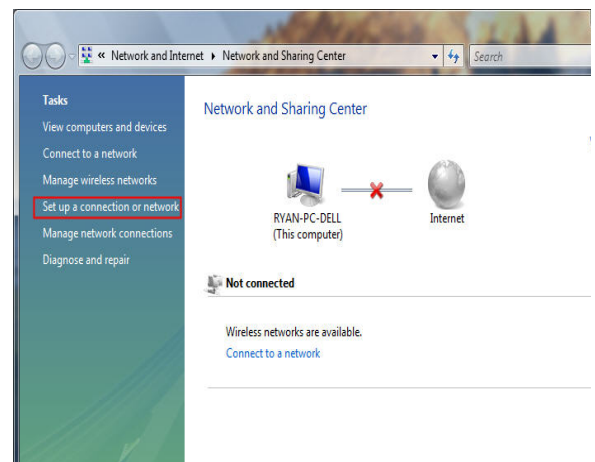 « Network and Internet ▸ Network and Sharing Center
Search
Tasks
View computers and devices
Connect to a network
Manage wireless networks
Set up a connection or network
Manage network connections
Diagnose and repair
Network and Sharing Center
RYAN-PC-DELL
(This computer)
Internet
Not connected
Wireless networks are available.
Connect to a network